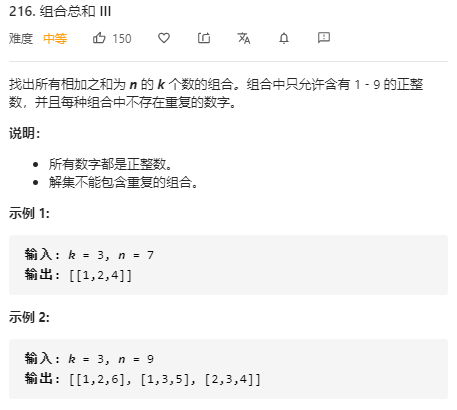 216. 组合总和 III
难度 中等 150
找出所有相加之和为 n 的 k 个数的组合。组合中只允许含有 1 - 9 的正整
数，并且每种组合中不存在重复的数字。
说明：
所有数字都是正整数。
解集不能包含重复的组合。
示例 1:
输入: k = 3, n = 7
输出: [[1,2,4]]
示例 2:
输入: k = 3, n = 9
输出: [[1,2,6], [1,3,5], [2,3,4]]